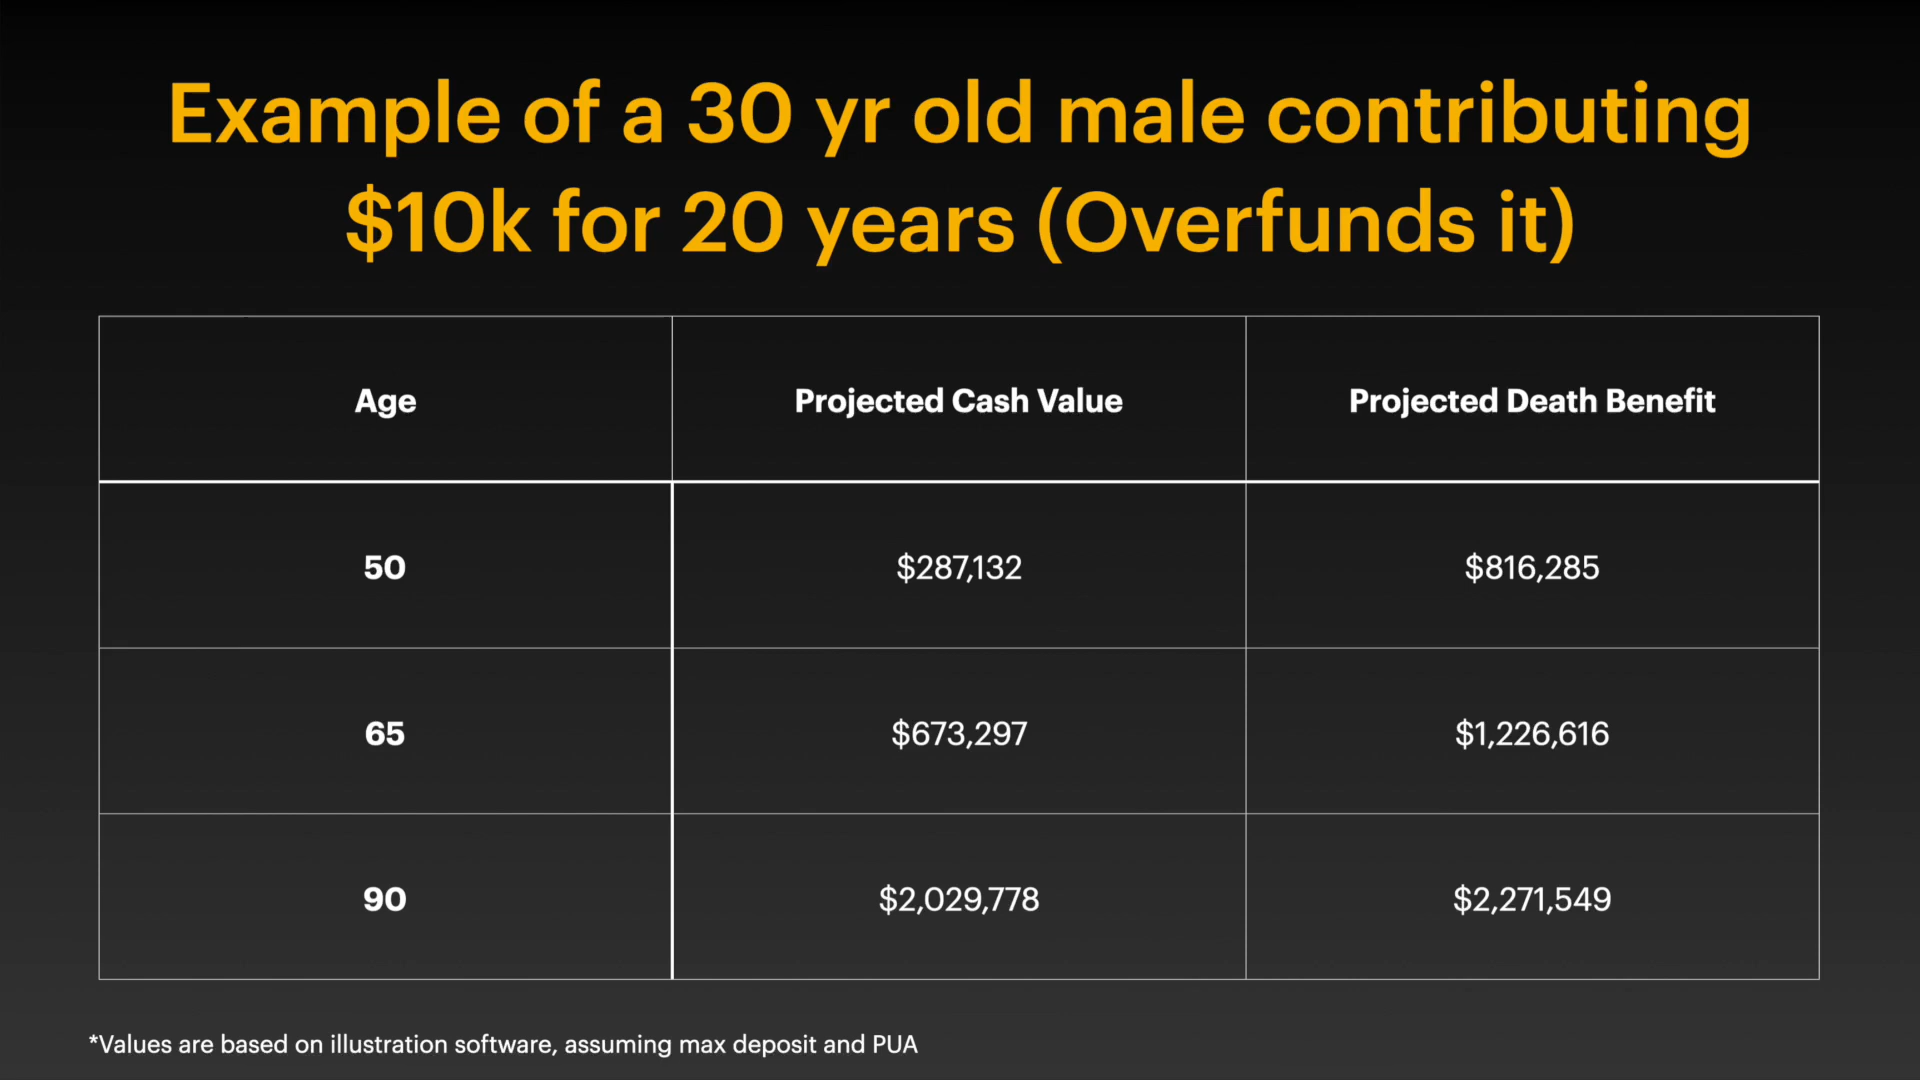 Example of a 30 yr old male contributing
$10k for 20 years (Overfunds it)
Age Projected Cash Value Projected Death Benefit
50 $287,132 $816,285
65 $673,297 $1,226,616
90 $2,029,778 $2,271,549
*Values are based on illustration software, assuming max deposit and PUA